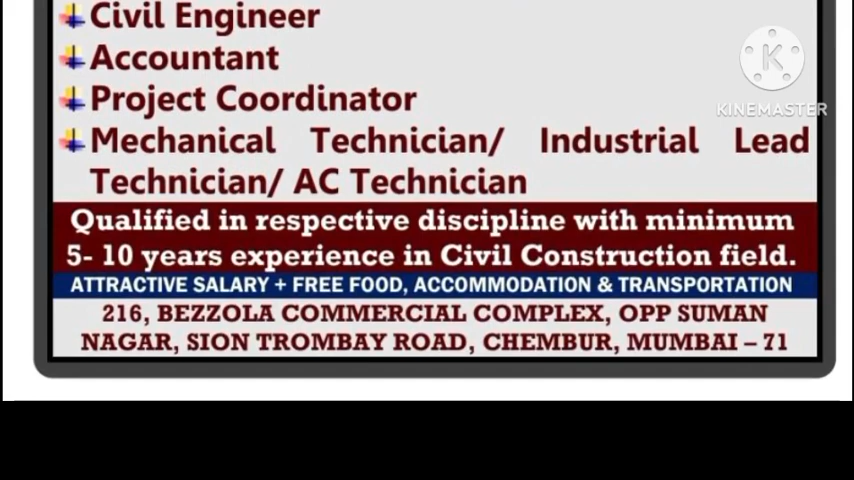 Civil Engineer
Accountant
Project Coordinator
Mechanical Technician/ Industrial Lead
Technician/ AC Technician
Qualified in respective discipline with minimum
5- 10 years experience in Civil Construction field.
ATTRACTIVE SALARY + FREE FOOD, ACCOMMODATION & TRANSPORTATION
216, BEZZOLA COMMERCIAL COMPLEX, OPP SUMAN
NAGAR, SION TROMBAY ROAD, CHEMBUR, MUMBAI – 71
K
KINEMASTER